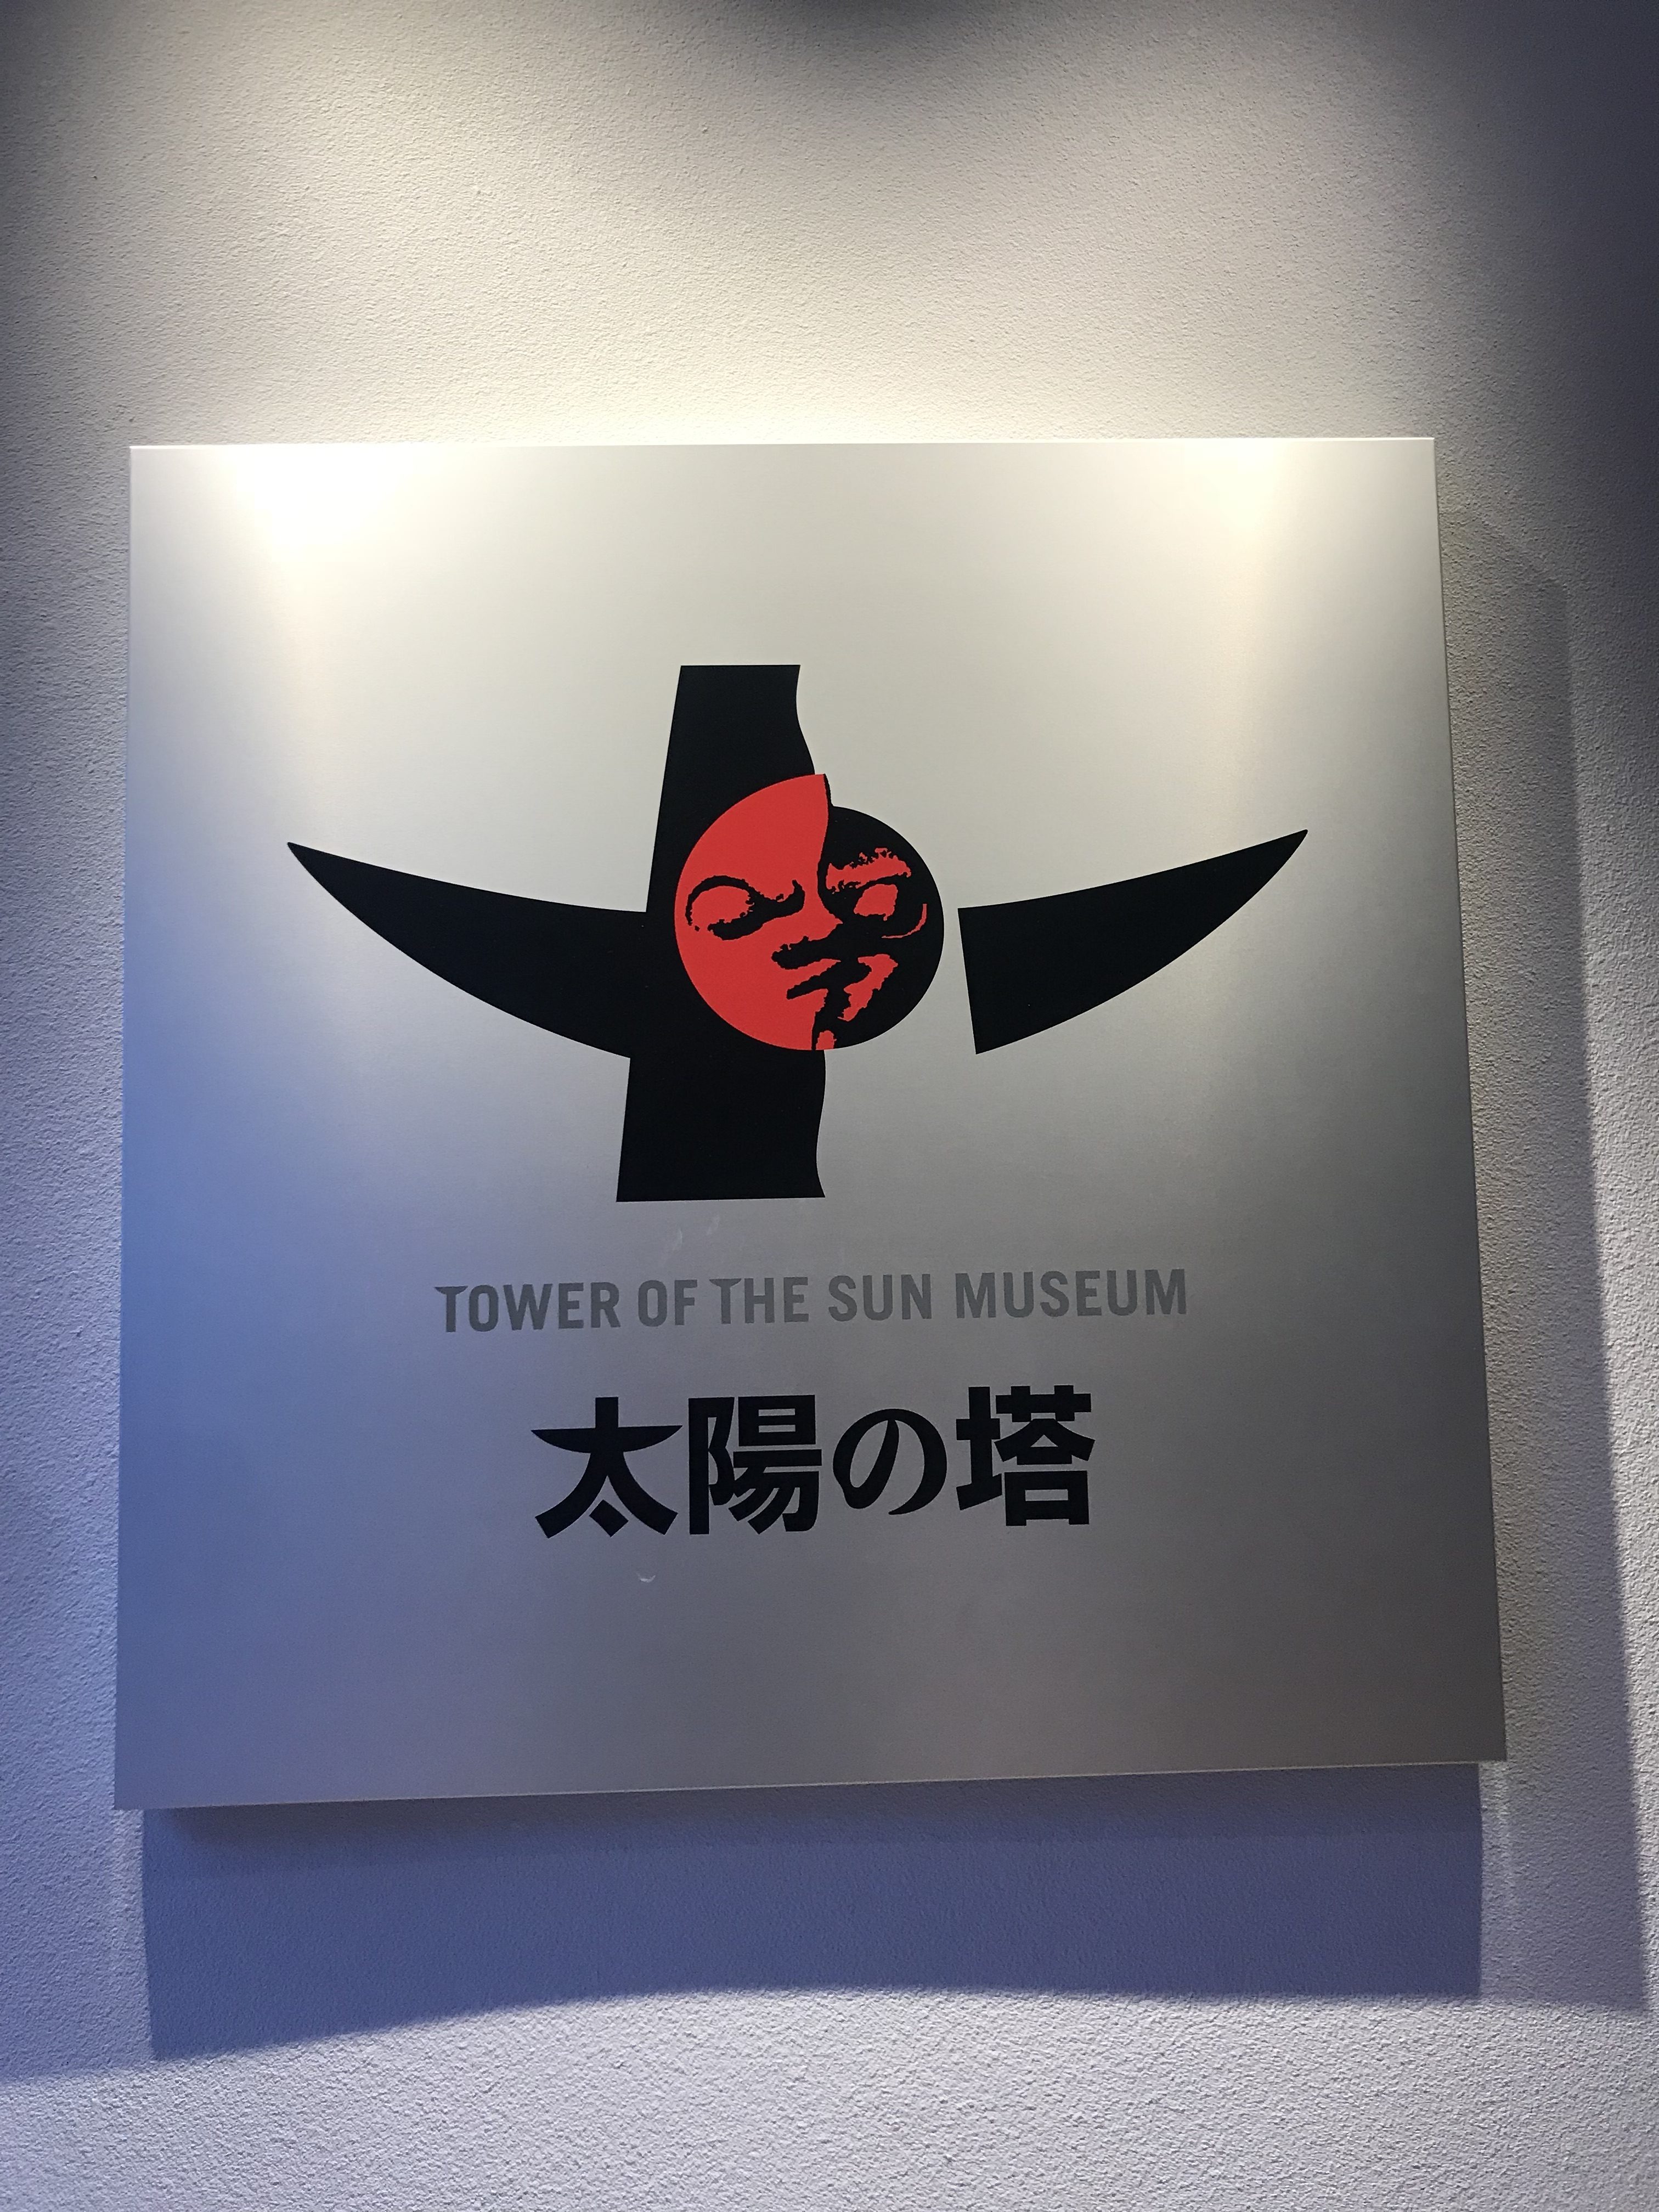 TOWER OF THE SUN MUSEUM
太陽の塔